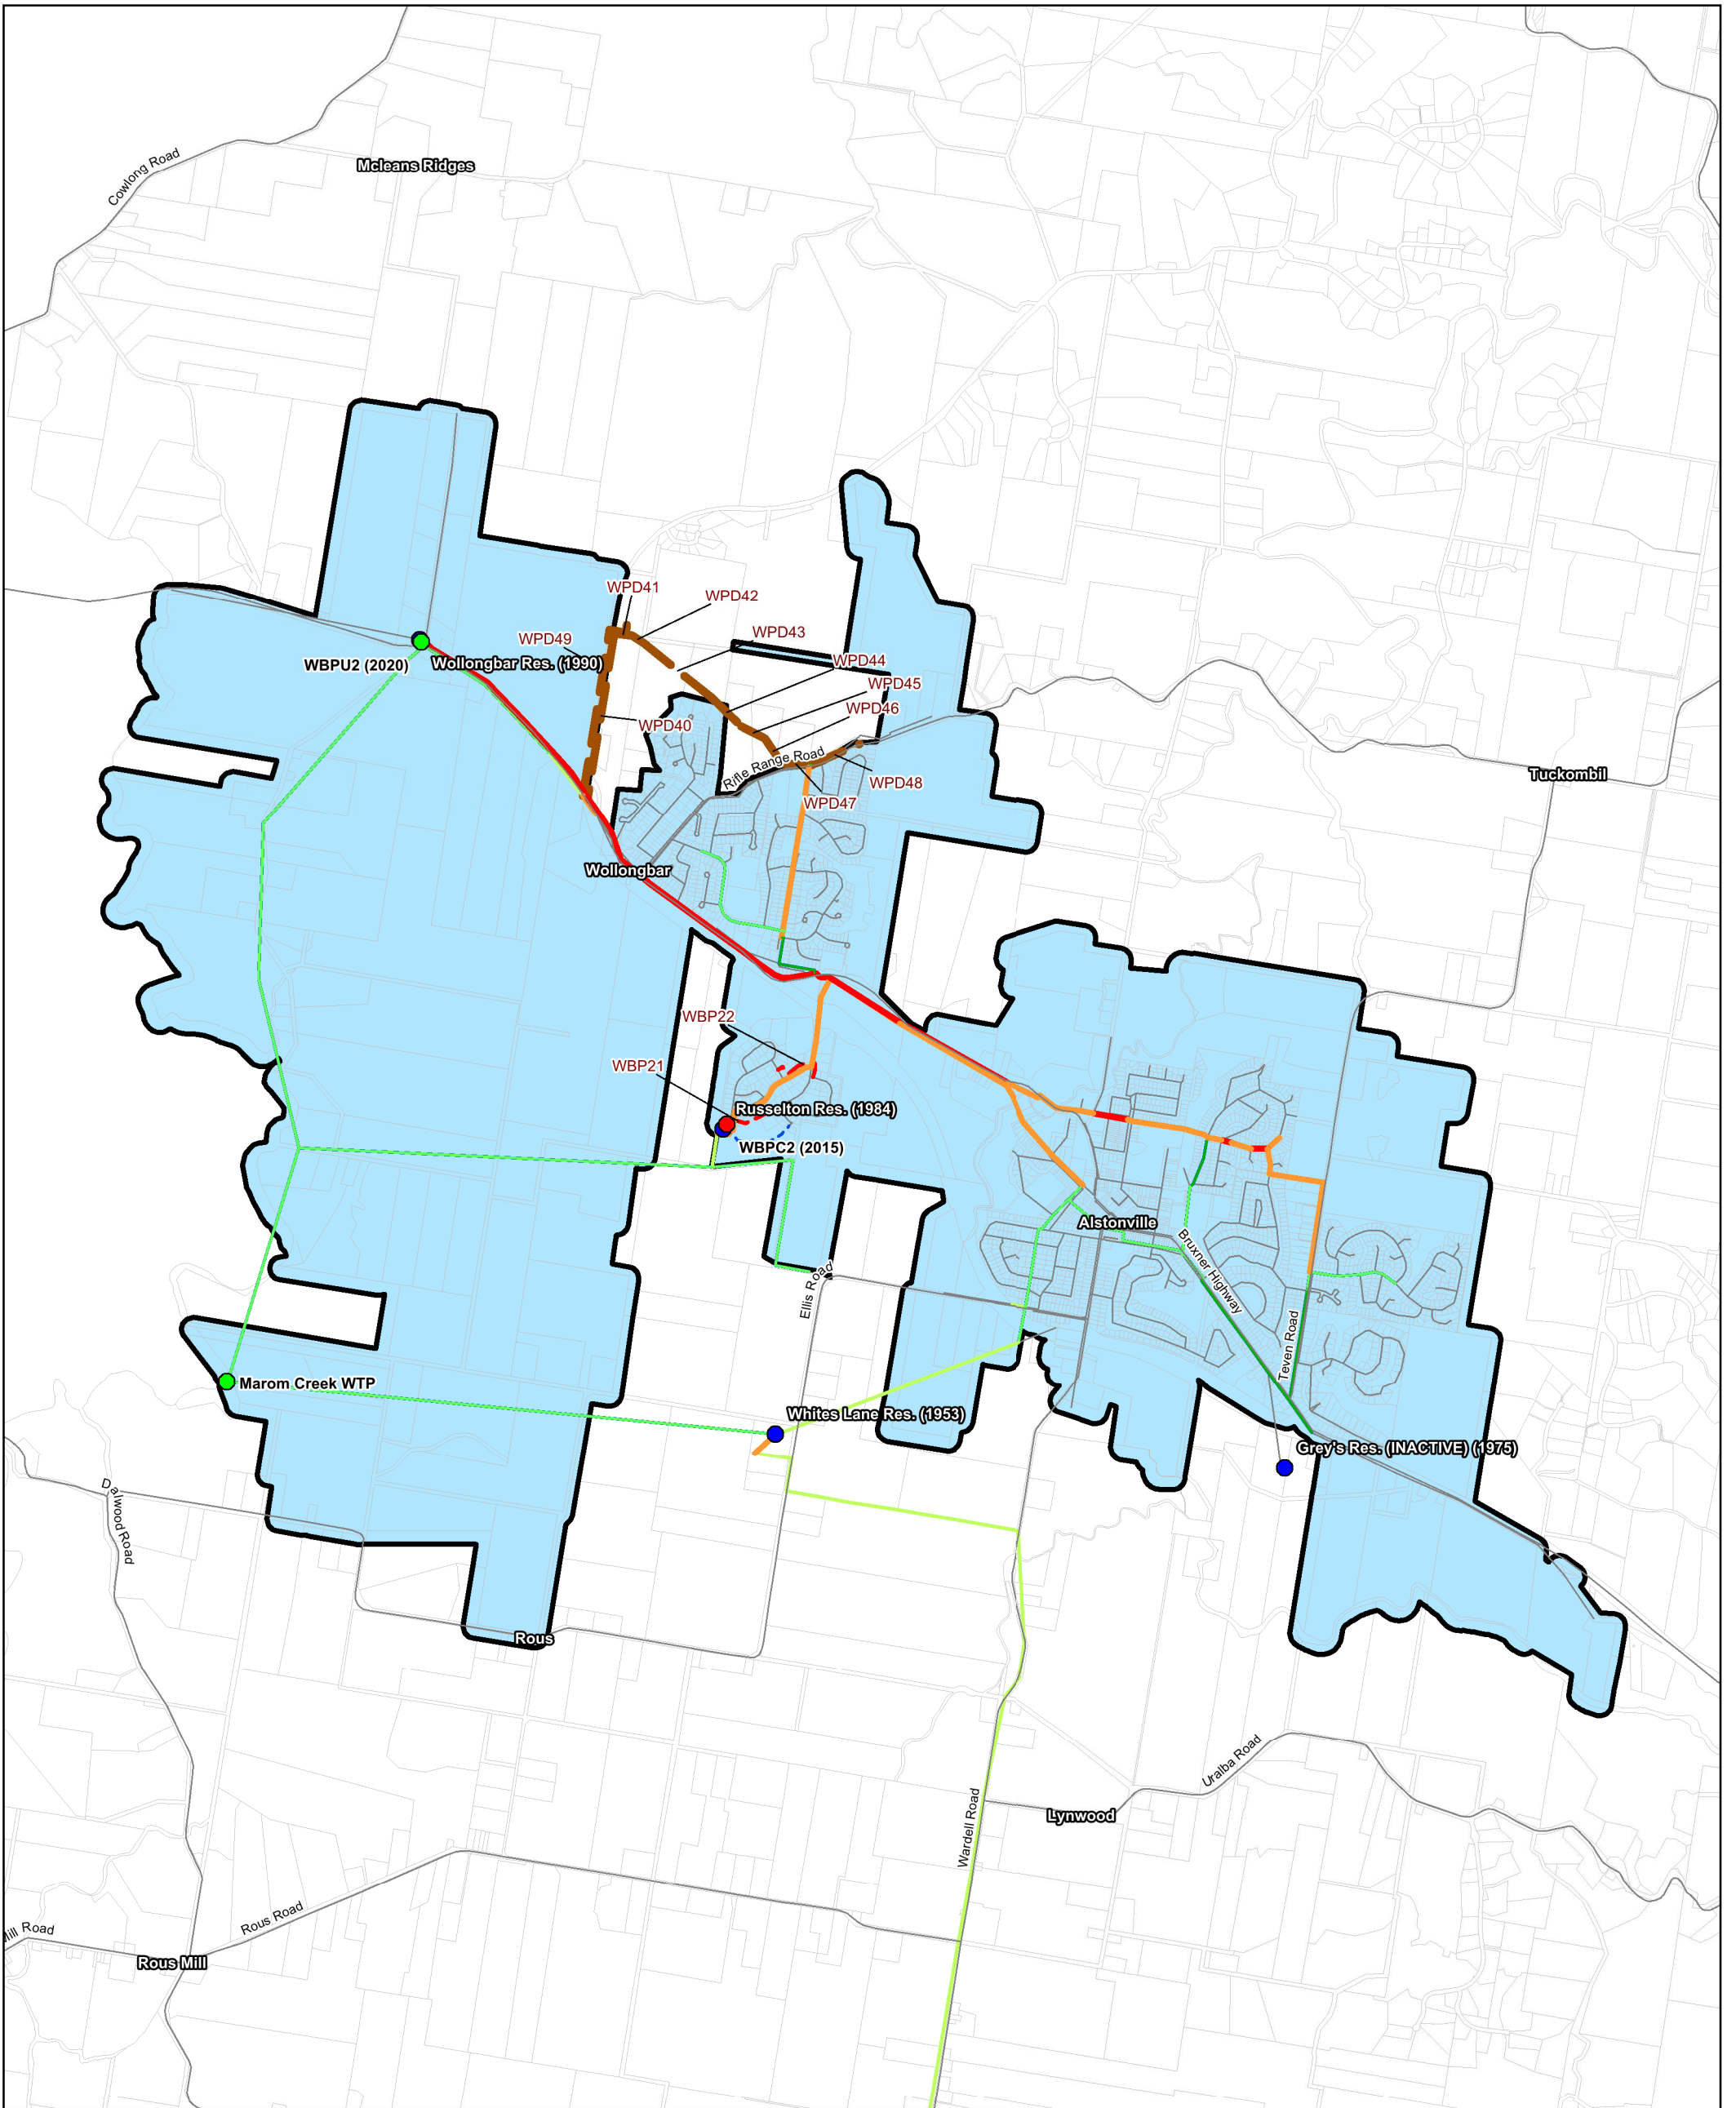 Cowlong Road
Mcleans Ridges
WPD41
WPD42
WPD49
WPD43
WBPU2 (2020)
Wollongbar Res. (1990)
WPD44
WPD45
WPD46
WPD40
Rifle Range Road
WPD48
WPD47
Tuckombil
Wollongbar
WBP22
WBP21
Russelton Res. (1984)
WBPC2 (2015)
Alstonville
Bruxner Highway
Ellis Road
Teven Road
Marom Creek WTP
Whites Lane Res. (1953)
Grey's Res. (INACTIVE) (1975)
Dalwood Road
Rous
Uralba Road
Lynwood
Wardell Road
Rous Road
Mill Road
Rous Mill